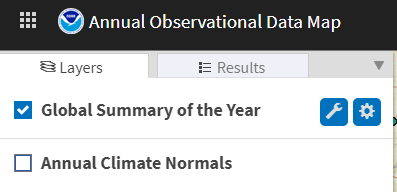 Annual Observational Data Map
Layers Results
Global Summary of the Year
Annual Climate Normals